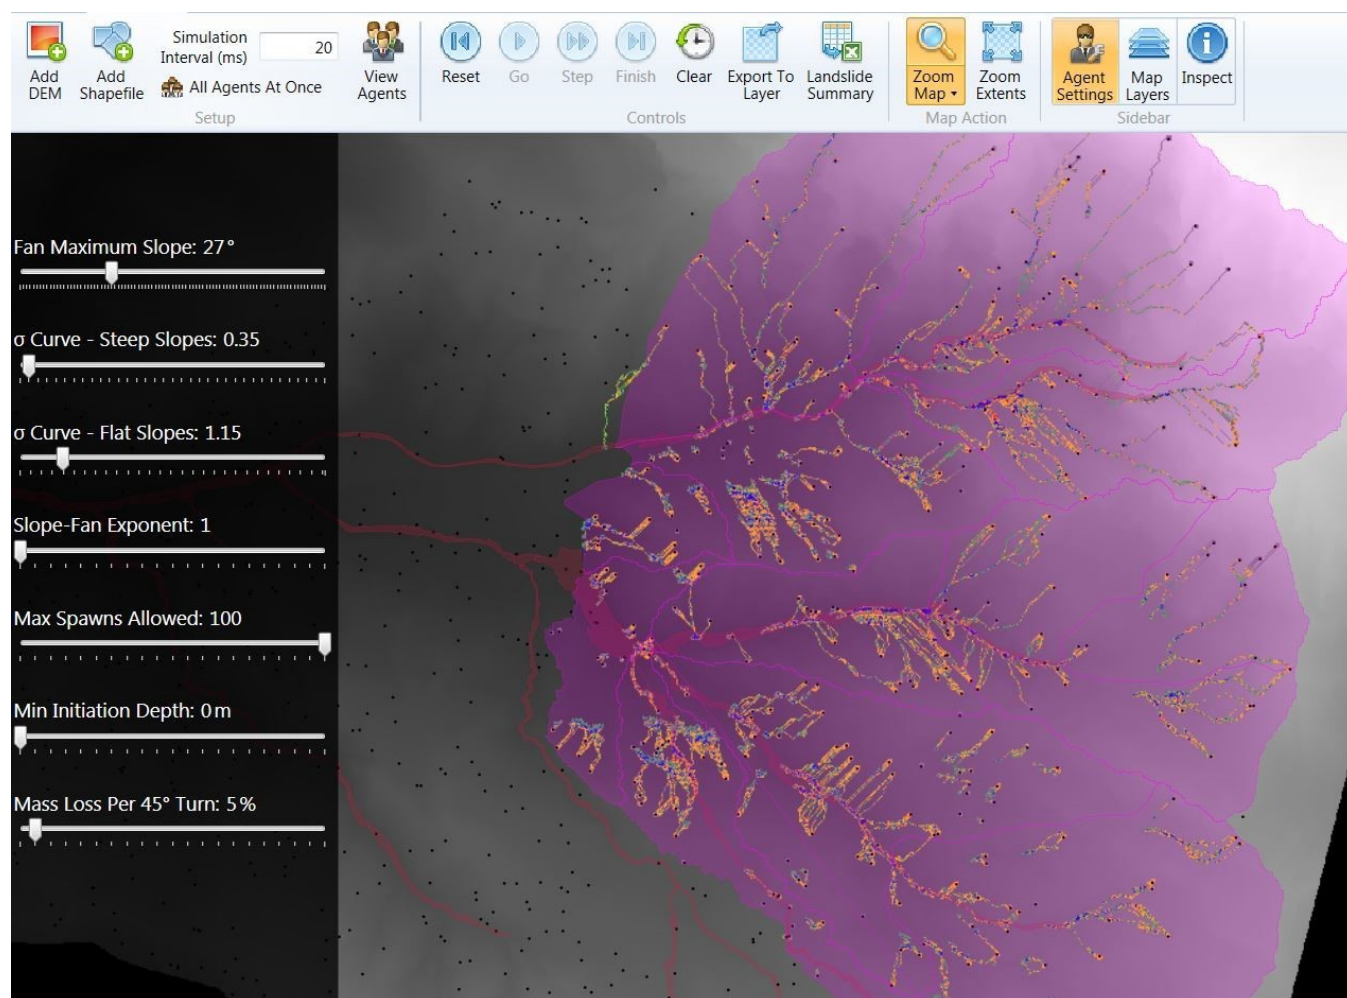 Add DEM
Add Shapefile
Simulation Interval (ms)
20
All Agents At Once
View Agents
Setup
Reset
Go
Step
Finish
Clear
Export To Layer
Landslide Summary
Controls
Zoom Map
Zoom Extents
Map Action
Agent Settings
Map Layers
Inspect
Sidebar
Fan Maximum Slope: 27°
σ Curve - Steep Slopes: 0.35
σ Curve - Flat Slopes: 1.15
Slope-Fan Exponent: 1
Max Spawns Allowed: 100
Min Initiation Depth: 0 m
Mass Loss Per 45° Turn: 5%